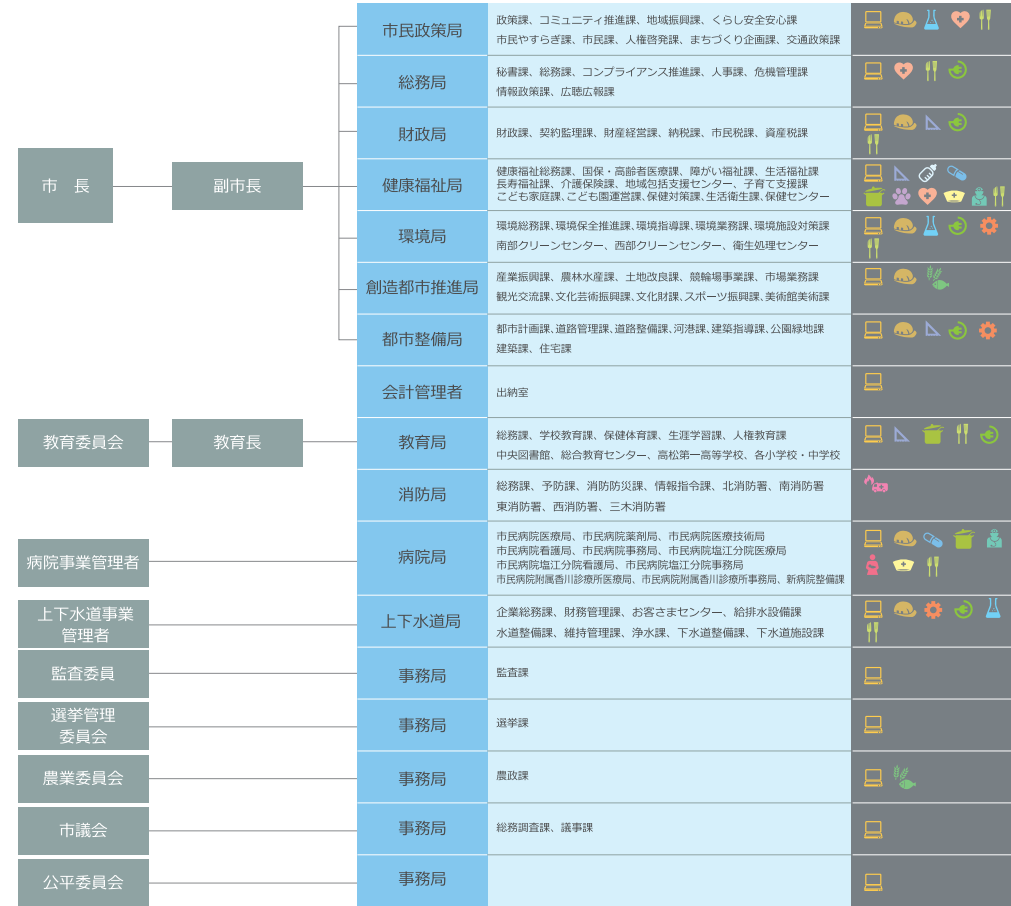 市民政策局
政策課、コミュニティ推進課、地域振興課、くらし安全安心課
市民やすらぎ課、市民課、人権啓発課、まちづくり企画課、交通政策課
総務局
秘書課、総務課、コンプライアンス推進課、人事課、危機管理課
情報政策課、広聴広報課
財政局
財政課、契約監理課、財産経営課、納税課、市民税課、資産税課
市　長
副市長
健康福祉局
健康福祉総務課、国保・高齢者医療課、障がい福祉課、生活福祉課
長寿福祉課、介護保険課、地域包括支援センター、子育て支援課
こども家庭課、こども園運営課、保健対策課、生活衛生課、保健センター
環境局
環境総務課、環境保全推進課、環境指導課、環境業務課、環境施設対策課
南部クリーンセンター、西部クリーンセンター、衛生処理センター
創造都市推進局
産業振興課、農林水産課、土地改良課、競輪場事業課、市場業務課
観光交流課、文化芸術振興課、文化財課、スポーツ振興課、美術館美術課
都市整備局
都市計画課、道路管理課、道路整備課、河港課、建築指導課、公園緑地課
建築課、住宅課
会計管理者
出納室
教育委員会
教育長
教育局
総務課、学校教育課、保健体育課、生涯学習課、人権教育課
中央図書館、総合教育センター、高松第一高等学校、各小学校・中学校
消防局
総務課、予防課、消防防災課、情報指令課、北消防署、南消防署
東消防署、西消防署、三木消防署
病院事業管理者
病院局
市民病院医療局、市民病院薬剤局、市民病院医療技術局
市民病院看護局、市民病院事務局、市民病院塩江分院医療局
市民病院塩江分院看護局、市民病院塩江分院事務局
市民病院附属香川診療所医療局、市民病院附属香川診療所事務局、新病院整備課
上下水道事業
管理者
上下水道局
企業総務課、財務管理課、お客さまセンター、給排水設備課
水道整備課、維持管理課、浄水課、下水道整備課、下水道施設課
監査委員
事務局
監査課
選挙管理
委員会
事務局
選挙課
農業委員会
事務局
農政課
市議会
事務局
総務調査課、議事課
公平委員会
事務局